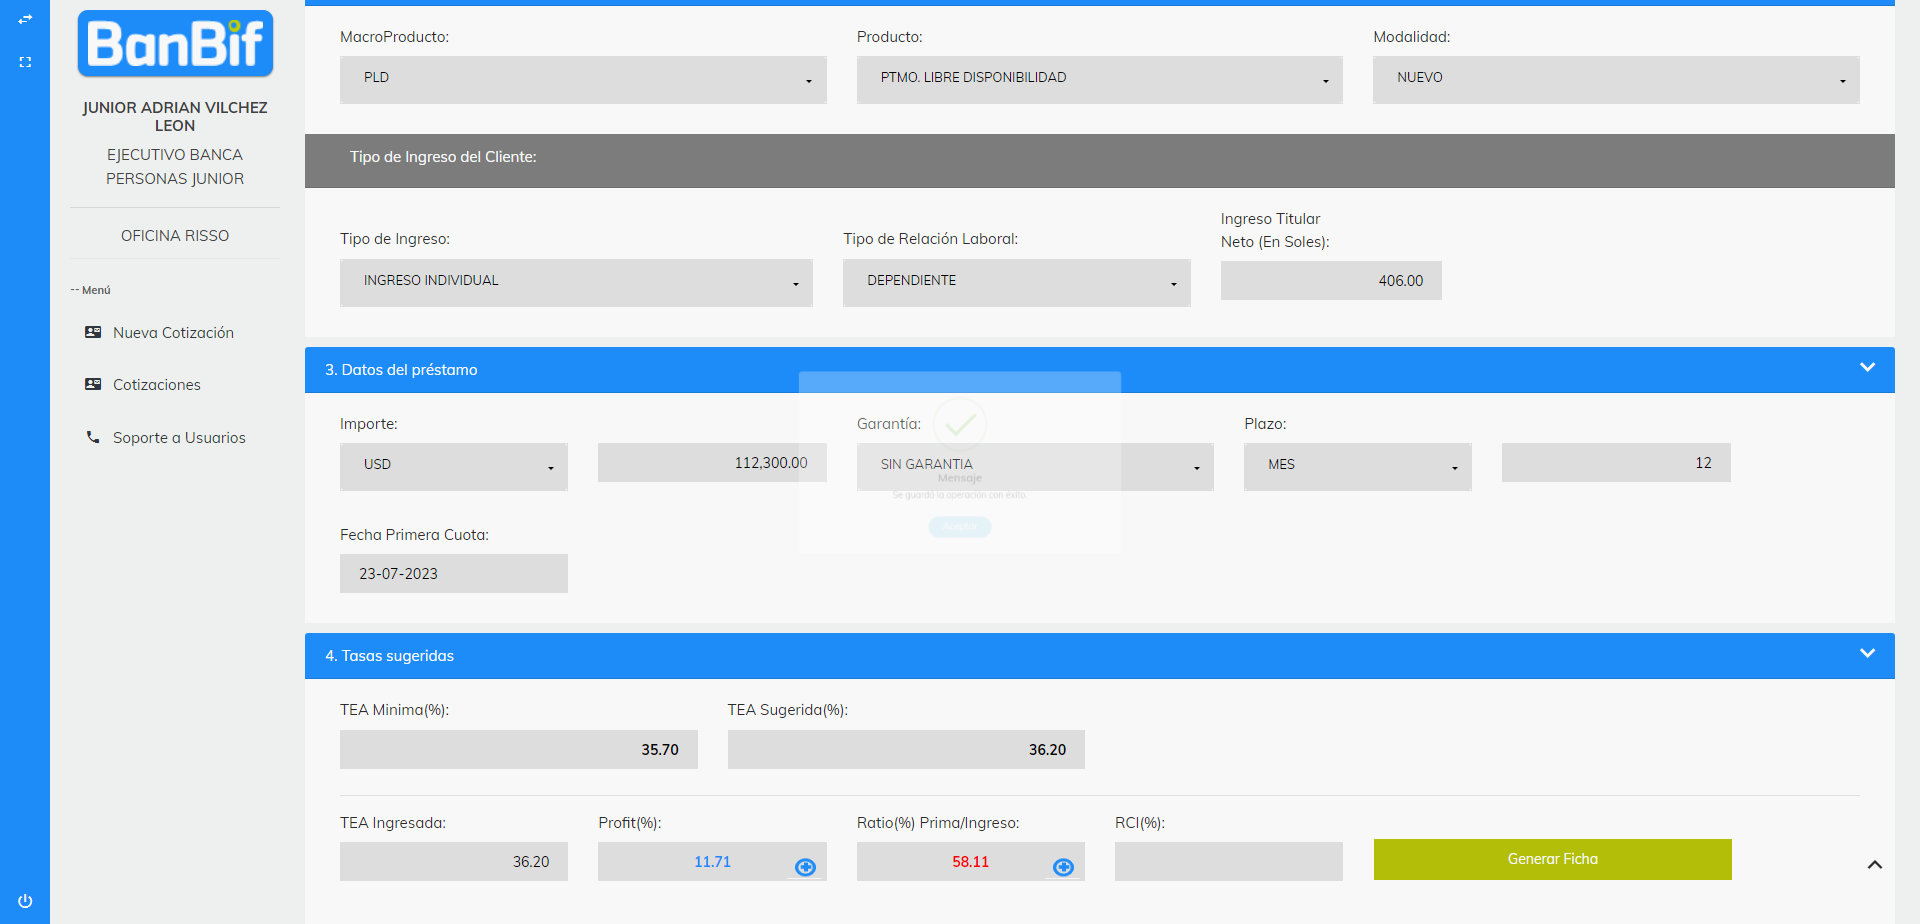 BanBif
JUNIOR ADRIAN VILCHEZ
LEON
EJECUTIVO BANCA
PERSONAS JUNIOR
OFICINA RISSO
-- Menú
Nueva Cotización
Cotizaciones
Soporte a Usuarios
MacroProducto: Producto: Modalidad:
PLD PTMO. LIBRE DISPONIBILIDAD NUEVO
Tipo de Ingreso del Cliente:
Ingreso Titular
Tipo de Ingreso: Tipo de Relación Laboral: Neto (En Soles):
INGRESO INDIVIDUAL DEPENDIENTE 406.00
3. Datos del préstamo
Importe: Garantía: Plazo:
USD 112,300.00 SIN GARANTIA MES 12
Mensaje
Se guardó la operación con éxito.
Aceptar
Fecha Primera Cuota:
23-07-2023
4. Tasas sugeridas
TEA Minima(%): TEA Sugerida(%):
35.70 36.20
TEA Ingresada: Profit(%): Ratio(%) Prima/Ingreso: RCI(%):
36.20 11.71 58.11 Generar Ficha